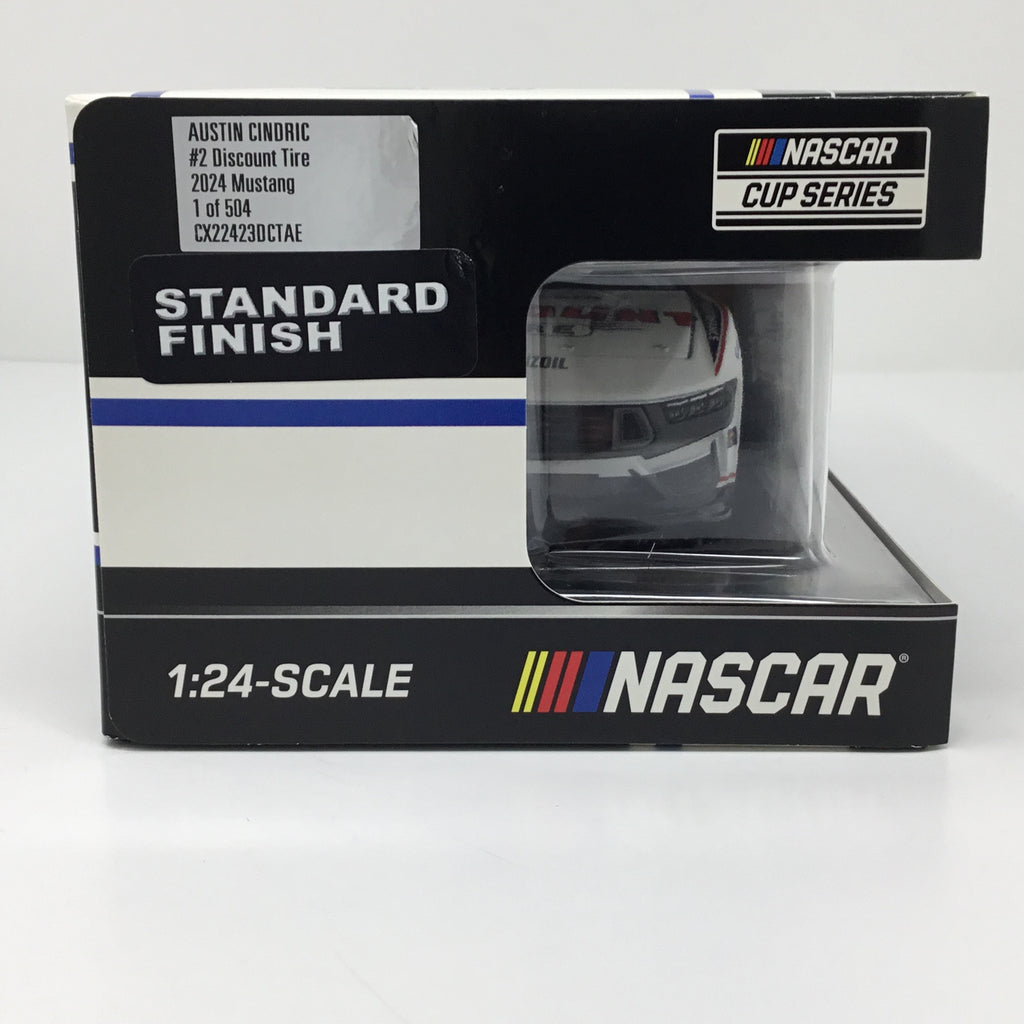 AUSTIN CINDRIC
#2 Discount Tire
2024 Mustang
1 of 504
CX22423DCTAE
STANDARD
FINISH
NASCAR
CUP SERIES
1:24-SCALE
NASCAR®